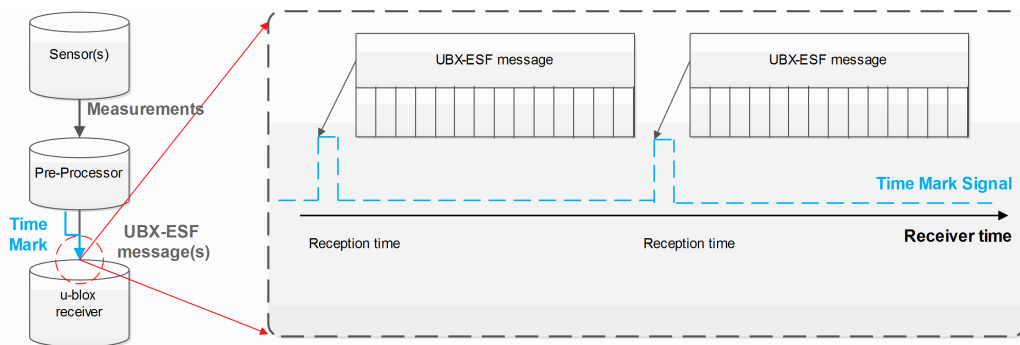 Sensor(s)
Measurements
Pre-Processor
Time
Mark
UBX-ESF
message(s)
u-blox
receiver
UBX-ESF message
UBX-ESF message
Time Mark Signal
Reception time
Reception time
Receiver time